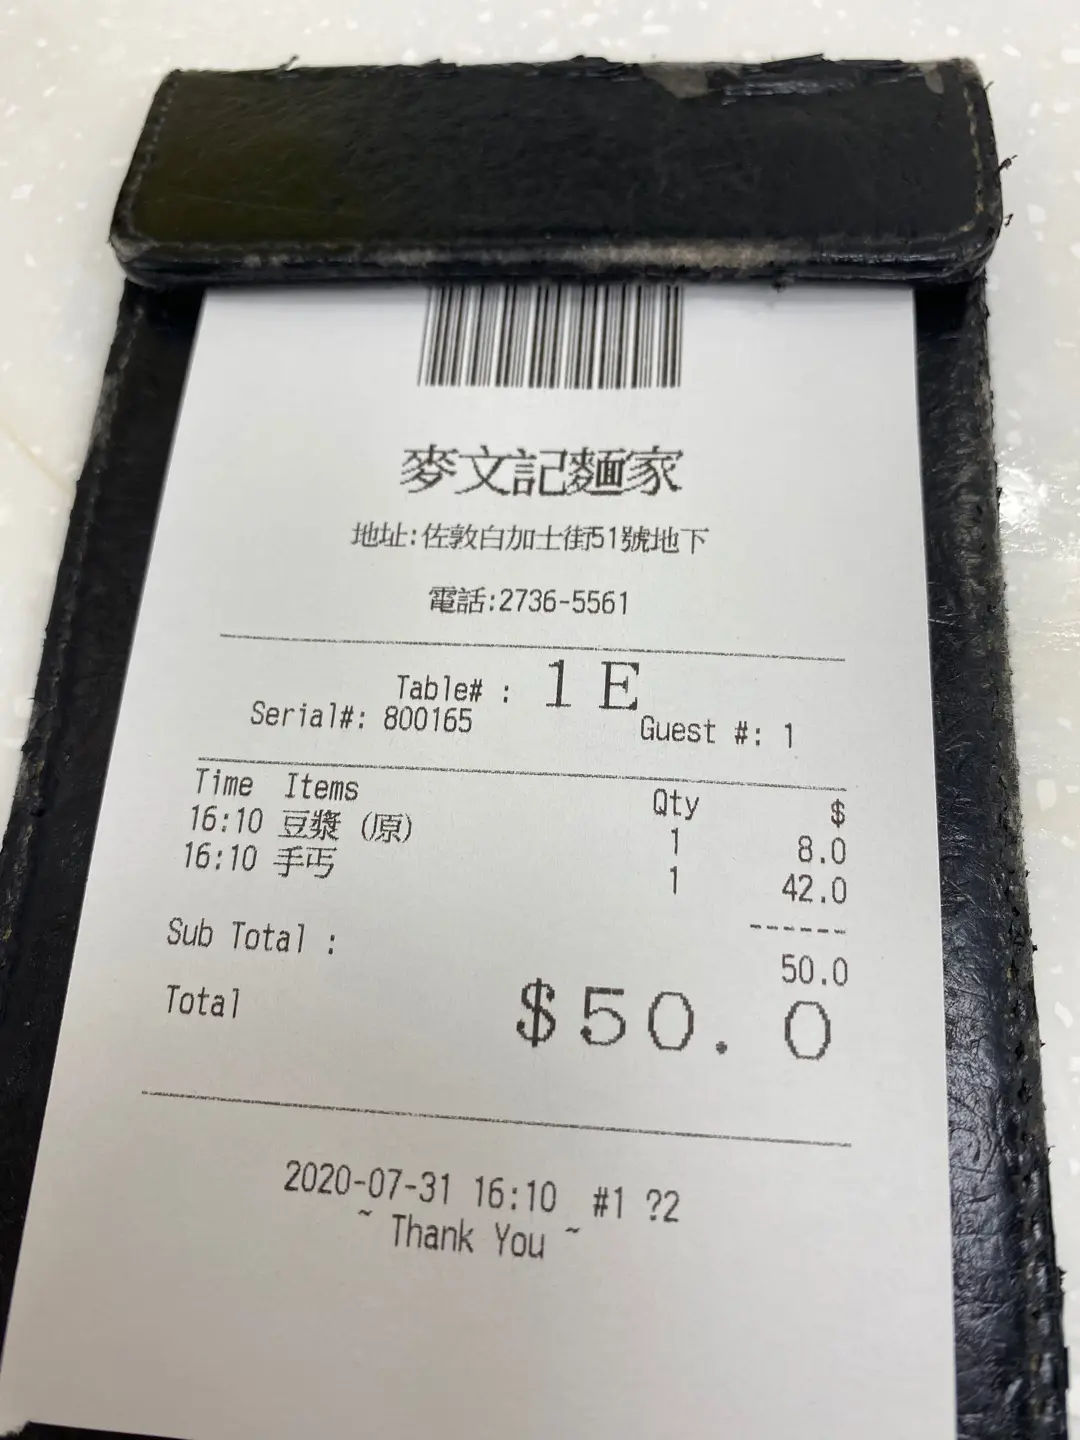 麥文記麵家
地址:佐敦白加士街51號地下
電話:2736-5561
Table# : 1 E
Serial#: 800165 Guest #: 1
Time Items Qty $
16:10 豆漿 (原) 1 8.0
16:10 手丐 1 42.0
------
Sub Total : 50.0
Total $50.0
2020-07-31 16:10 #1 ?2
~ Thank You ~